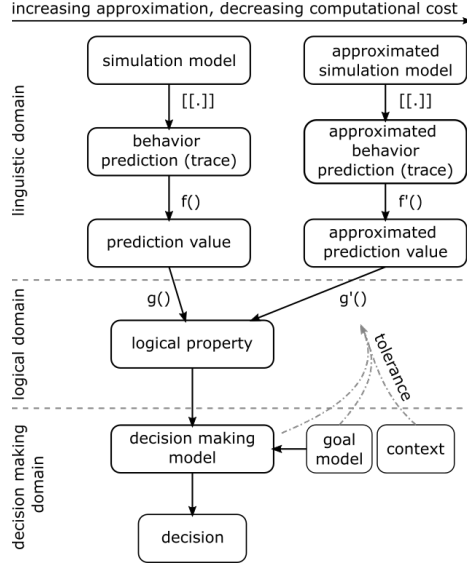 increasing approximation, decreasing computational cost
simulation model
approximated
simulation model
[[.]]
[[.]]
linguistic domain
behavior
prediction (trace)
approximated
behavior
prediction (trace)
f()
f'()
prediction value
approximated
prediction value
g()
g'()
logical domain
logical property
tolerance
decision making
domain
decision making
model
goal
model
context
decision